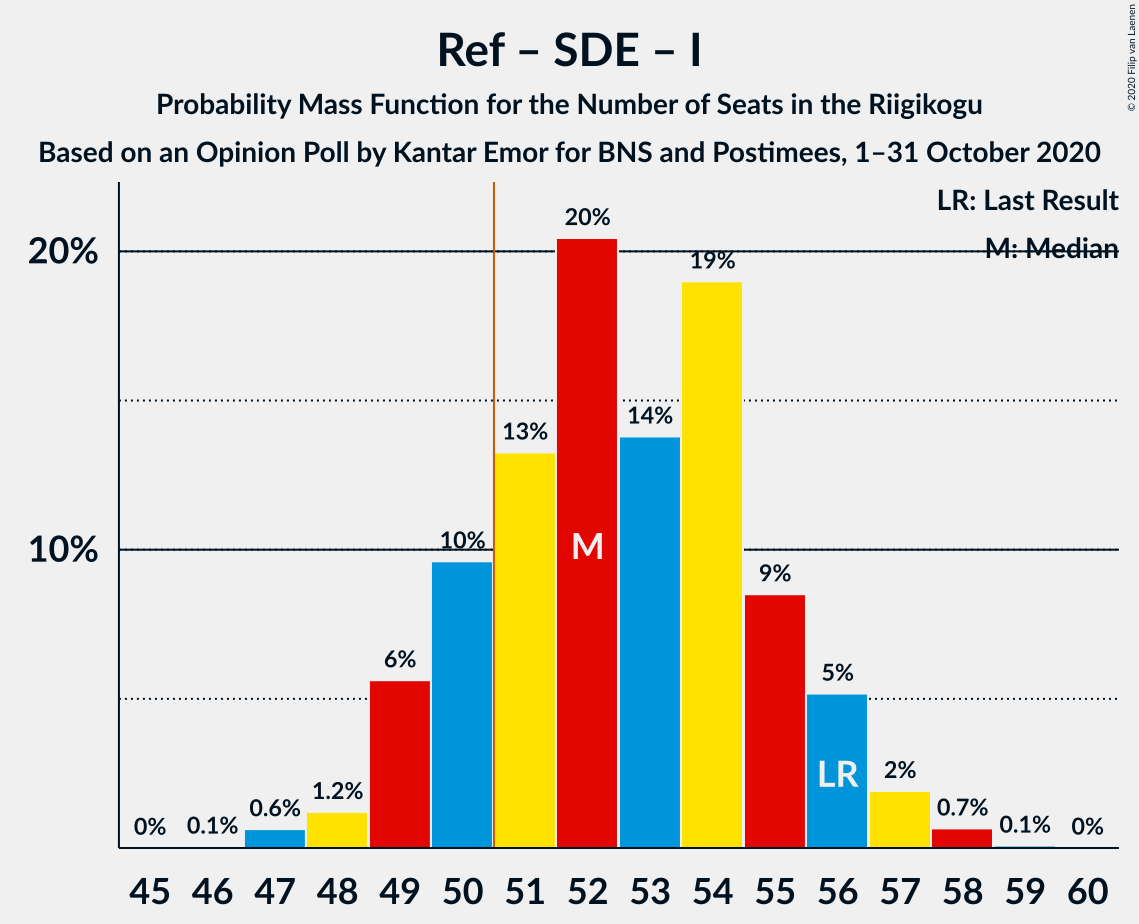 Ref – SDE – I
Probability Mass Function for the Number of Seats in the Riigikogu
Based on an Opinion Poll by Kantar Emor for BNS and Postimees, 1–31 October 2020
© 2020 Filip van Laenen
LR: Last Result
M: Median
20%
10%
0%
0.1%
0.6%
1.2%
6%
10%
13%
20%
14%
19%
9%
5%
2%
0.7%
0.1%
0%
M
LR
45 46 47 48 49 50 51 52 53 54 55 56 57 58 59 60